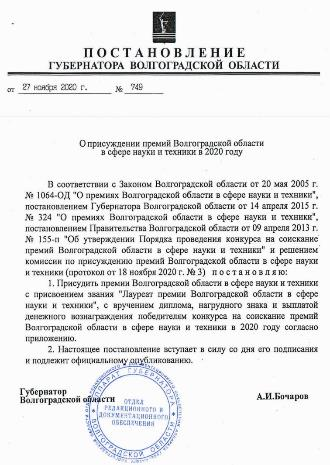 ПОСТАНОВЛЕНИЕ
ГУБЕРНАТОРА ВОЛГОГРАДСКОЙ ОБЛАСТИ
от 27 ноября 2020 г. № 749
О присуждении премий Волгоградской области
в сфере науки и техники в 2020 году
В соответствии с Законом Волгоградской области от 20 мая 2005 г.
№ 1064-ОД "О премиях Волгоградской области в сфере науки и техники",
постановлением Губернатора Волгоградской области от 14 апреля 2015 г.
№ 324 "О премиях Волгоградской области в сфере науки и техники",
постановлением Правительства Волгоградской области от 09 апреля 2013 г.
№ 155-п "Об утверждении Порядка проведения конкурса на соискание
премий Волгоградской области в сфере науки и техники" и решением
комиссии по присуждению премий Волгоградской области в сфере науки
и техники (протокол от 18 ноября 2020 г. № 3) постановляю:
1. Присудить премии Волгоградской области в сфере науки и техники
с присвоением звания "Лауреат премии Волгоградской области в сфере
науки и техники", с вручением диплома, нагрудного знака и выплатой
денежного вознаграждения победителям конкурса на соискание премий
Волгоградской области в сфере науки и техники в 2020 году согласно
приложению.
2. Настоящее постановление вступает в силу со дня его подписания
и подлежит официальному опубликованию.
Губернатор
Волгоградской области А.И.Бочаров
АППАРАТ ГУБЕРНАТОРА
ОТДЕЛ
РЕДАКЦИОННОГО И
ДОКУМЕНТАЦИОННОГО
ОБЕСПЕЧЕНИЯ
ВОЛГОГРАДСКОЙ ОБЛАСТИ